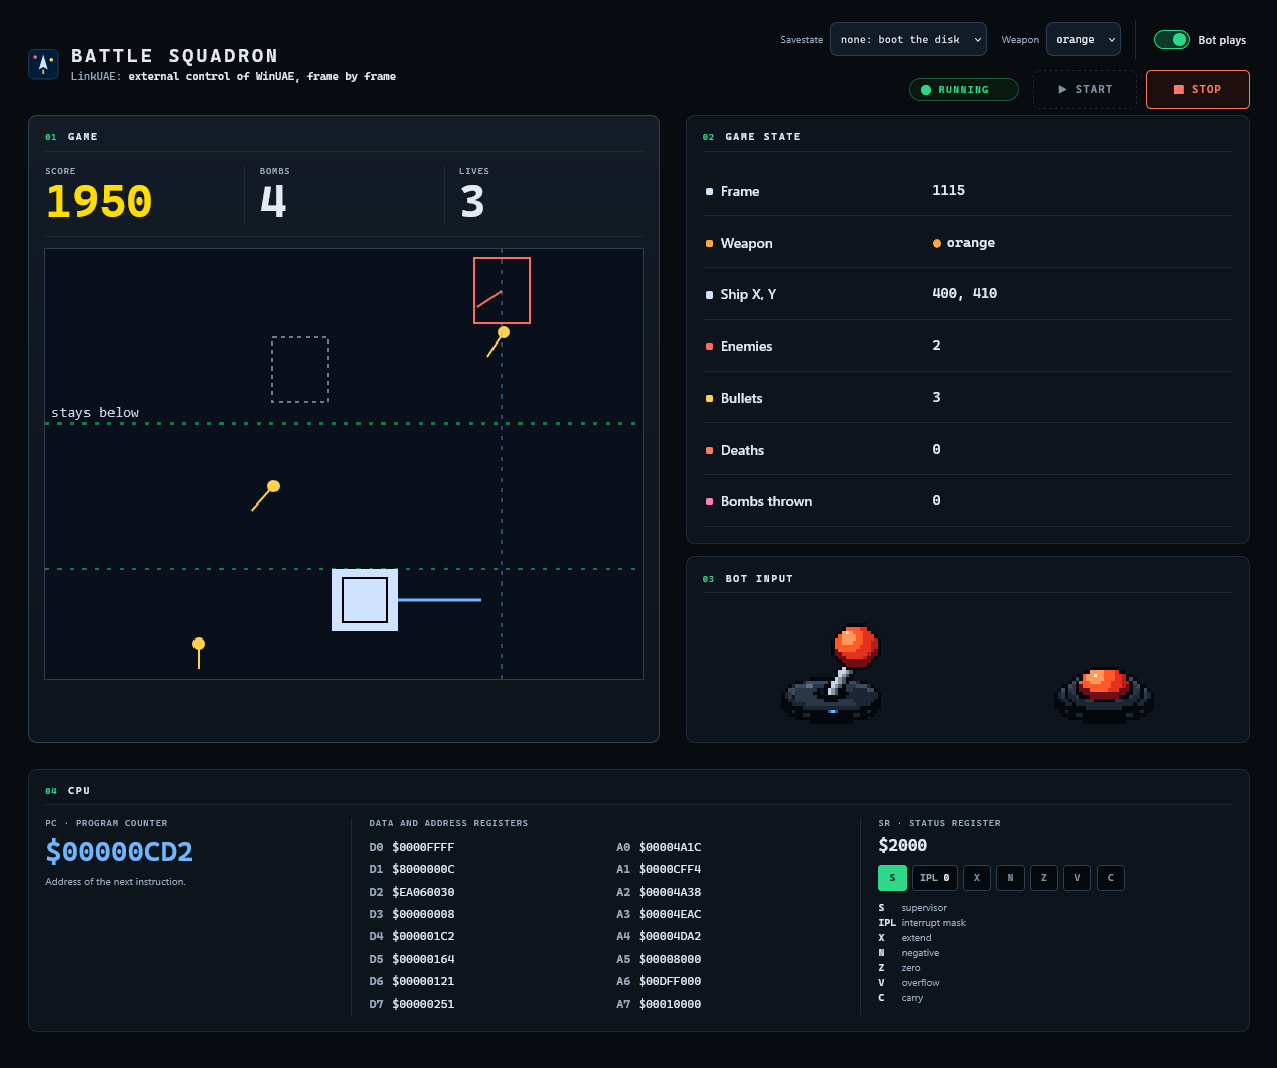 BATTLE SQUADRON
LinkUAE: external control of WinUAE, frame by frame
Savestate none: boot the disk Weapon orange Bot plays
RUNNING START STOP
01 GAME
SCORE BOMBS LIVES
1950 4 3
stays below
02 GAME STATE
Frame 1115
Weapon orange
Ship X, Y 400, 410
Enemies 2
Bullets 3
Deaths 0
Bombs thrown 0
03 BOT INPUT
04 CPU
PC · PROGRAM COUNTER
$00000CD2
Address of the next instruction.
DATA AND ADDRESS REGISTERS
D0 $0000FFFF A0 $00004A1C
D1 $8000000C A1 $0000CFF4
D2 $EA060030 A2 $00004A38
D3 $00000008 A3 $00004EAC
D4 $000001C2 A4 $00004DA2
D5 $00000164 A5 $00008000
D6 $00000121 A6 $00DFF000
D7 $00000251 A7 $00010000
SR · STATUS REGISTER
$2000
S IPL 0 X N Z V C
S supervisor
IPL interrupt mask
X extend
N negative
Z zero
V overflow
C carry